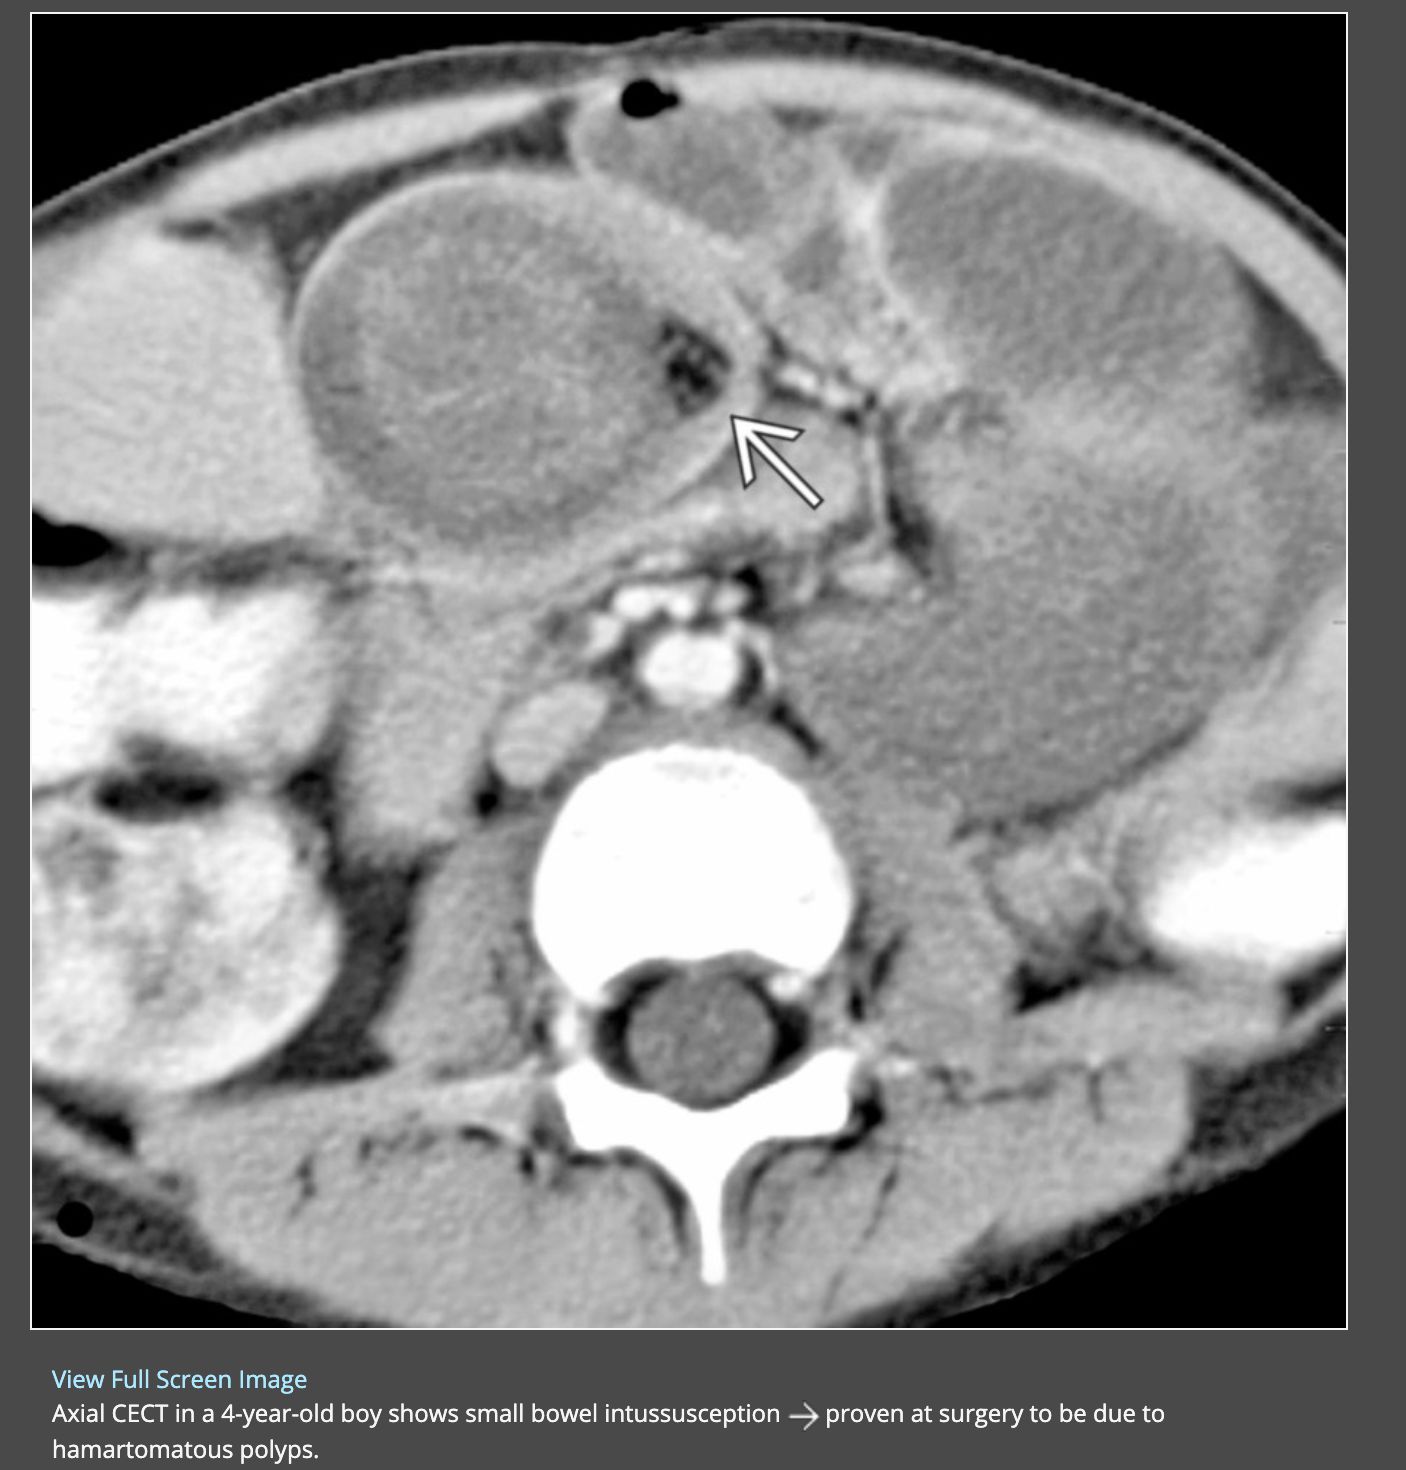 View Full Screen Image
Axial CECT in a 4-year-old boy shows small bowel intussusception → proven at surgery to be due to
hamartomatous polyps.